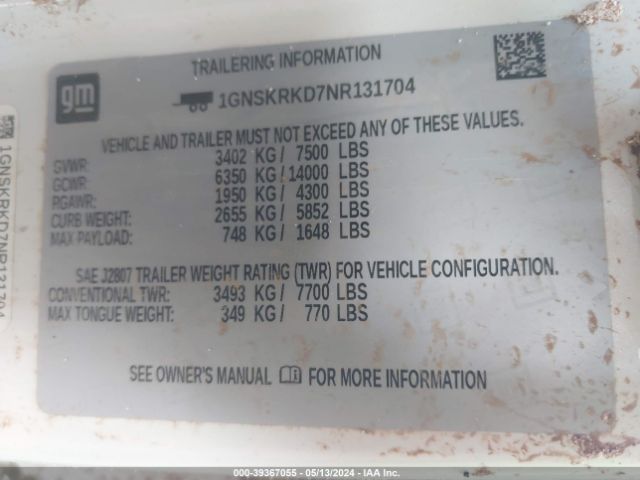 TRAILERING INFORMATION
gm
1GNSKRKD7NR131704
VEHICLE AND TRAILER MUST NOT EXCEED ANY OF THESE VALUES.
GVWR: 3402 KG / 7500 LBS
GCWR: 6350 KG / 14000 LBS
RGAWR: 1950 KG / 4300 LBS
CURB WEIGHT: 2655 KG / 5852 LBS
MAX PAYLOAD: 748 KG / 1648 LBS
SAE J2807 TRAILER WEIGHT RATING (TWR) FOR VEHICLE CONFIGURATION.
CONVENTIONAL TWR: 3493 KG / 7700 LBS
MAX TONGUE WEIGHT: 349 KG / 770 LBS
SEE OWNER'S MANUAL FOR MORE INFORMATION
1GNSKRKD7NR131704
000-39367055 - 05/13/2024 - IAA Inc.